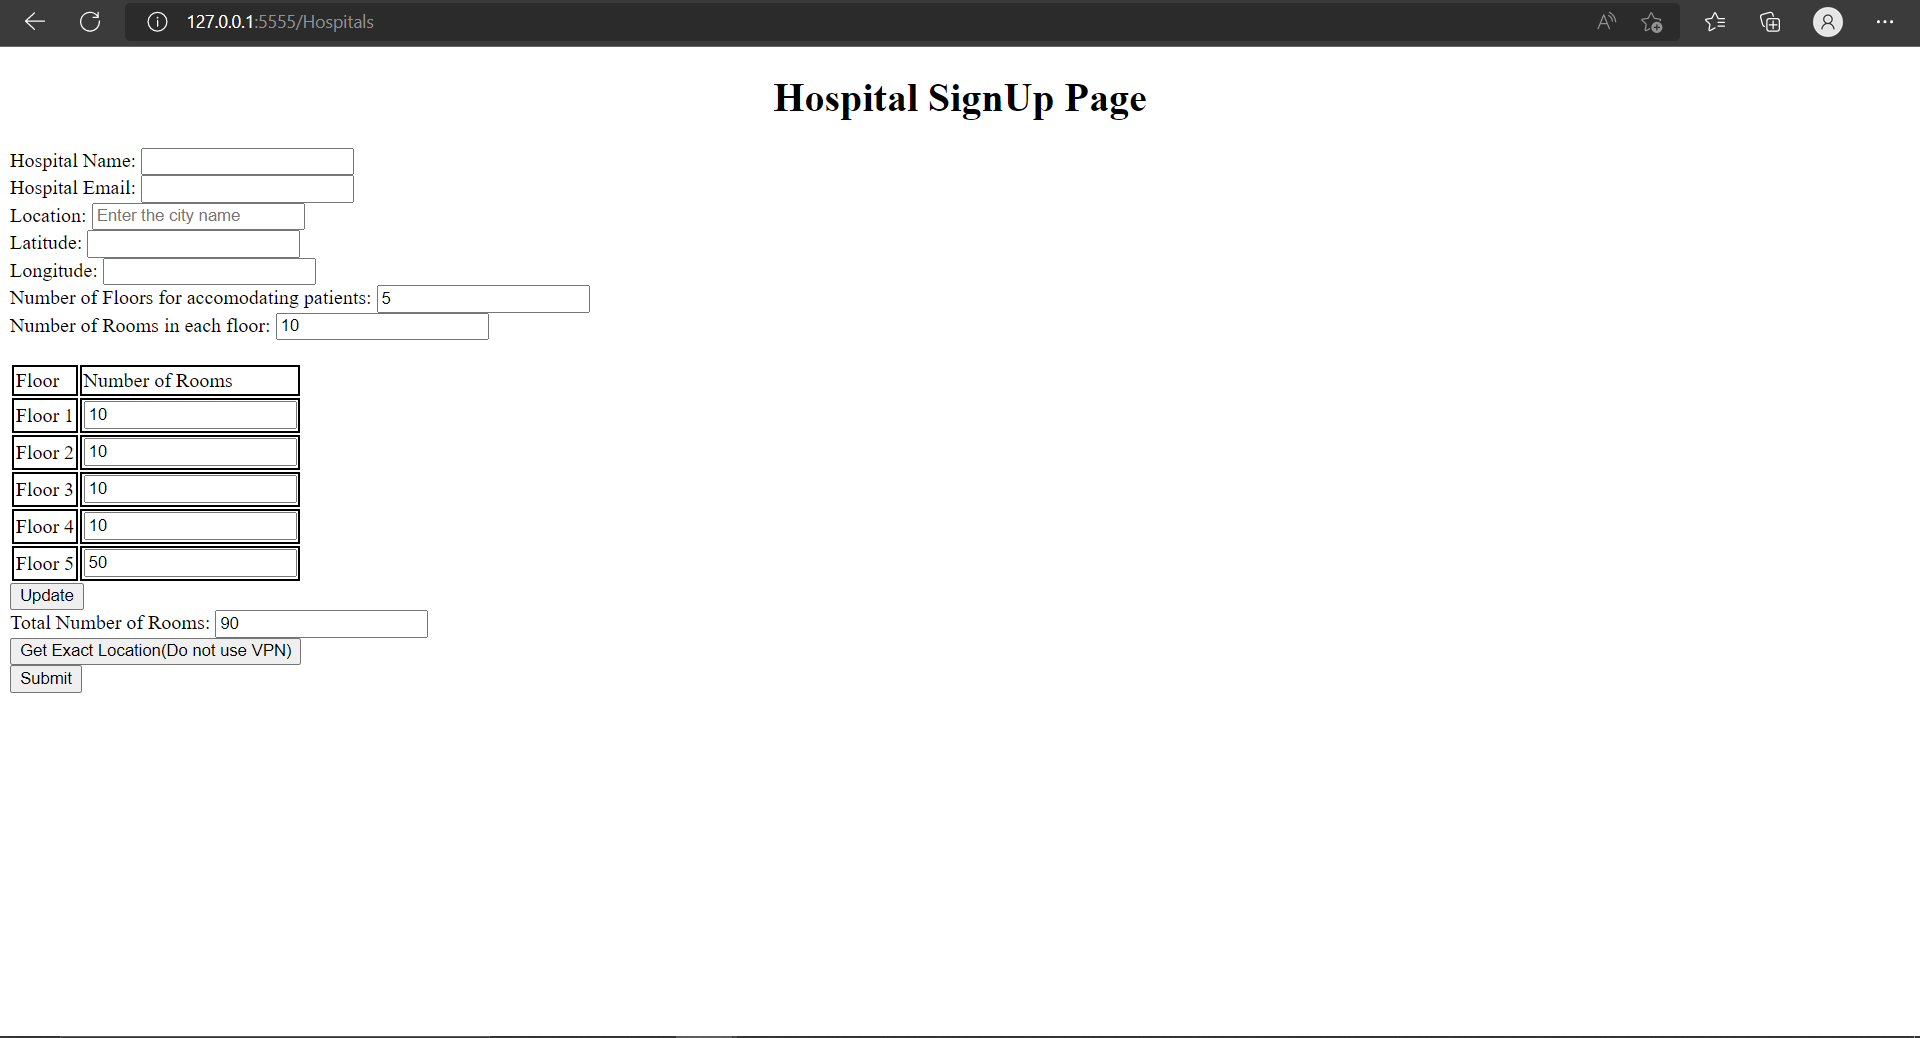 127.0.0.1:5555/Hospitals
Hospital SignUp Page
Hospital Name:
Hospital Email:
Location: Enter the city name
Latitude:
Longitude:
Number of Floors for accomodating patients: 5
Number of Rooms in each floor: 10
Floor Number of Rooms
Floor 1 10
Floor 2 10
Floor 3 10
Floor 4 10
Floor 5 50
Update
Total Number of Rooms: 90
Get Exact Location(Do not use VPN)
Submit